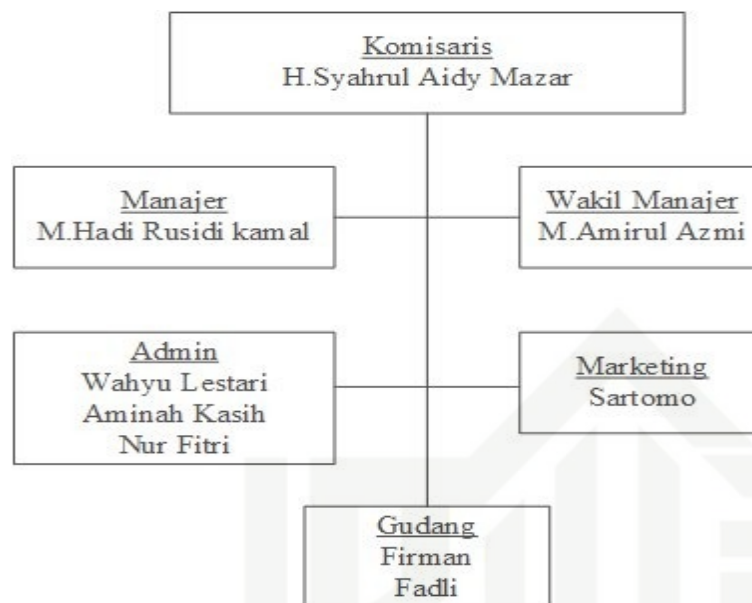 Komisaris
H.Syahrul Aidy Mazar
Manajer
M.Hadi Rusidi kamal
Wakil Manajer
M.Amirul Azmi
Admin
Wahyu Lestari
Aminah Kasih
Nur Fitri
Marketing
Sartomo
Gudang
Firman
Fadli